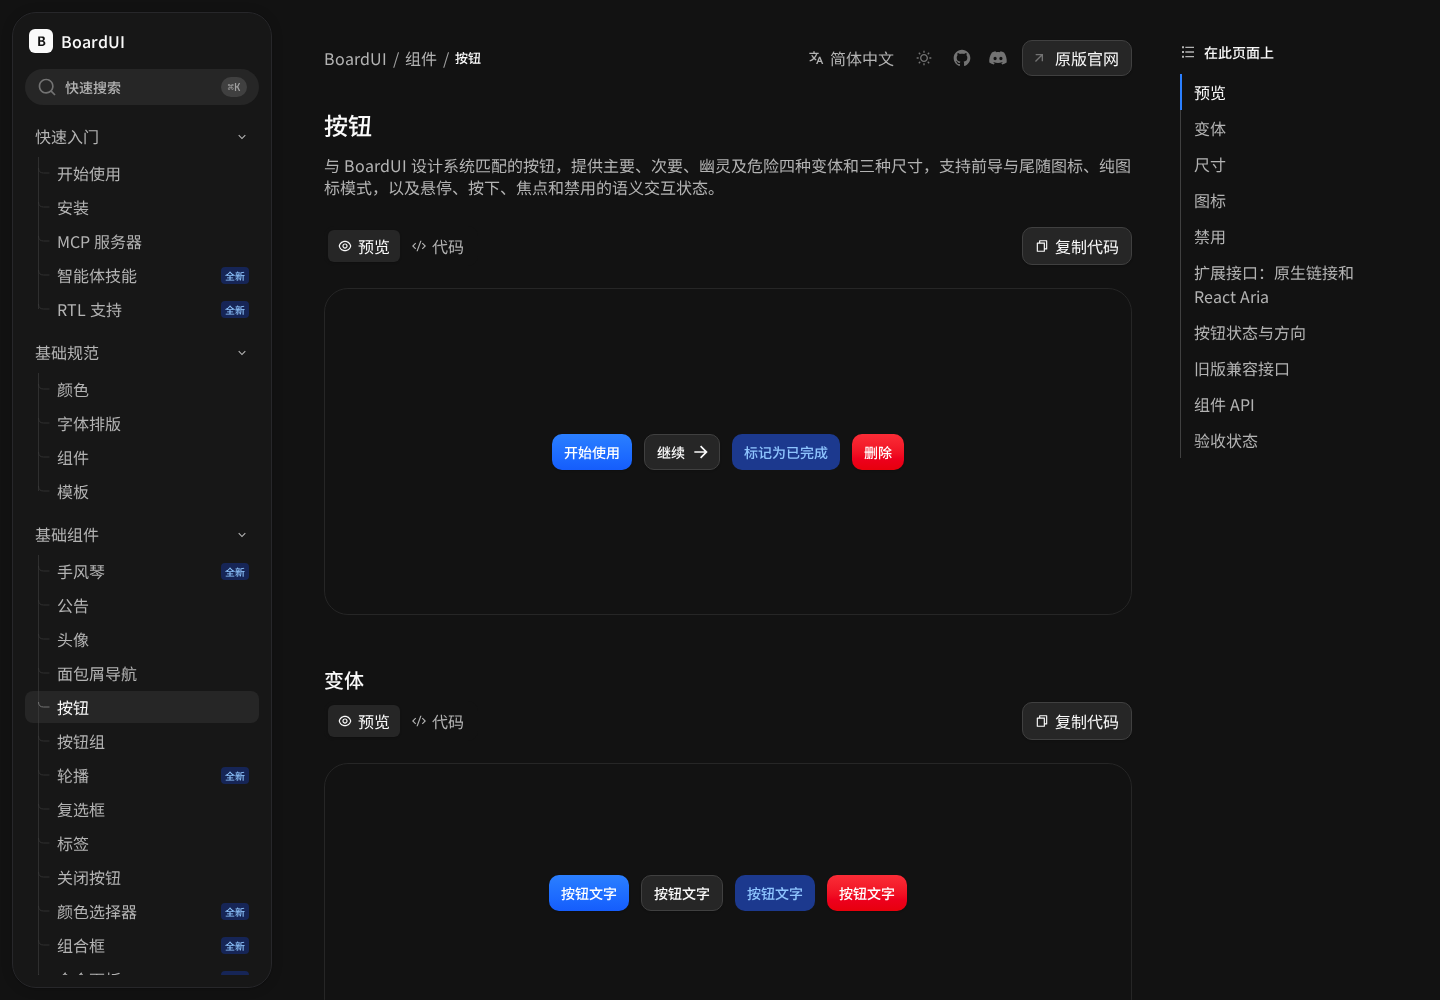 B BoardUI
快速搜索 ⌘K
快速入门
开始使用
安装
MCP 服务器
智能体技能 全新
RTL 支持 全新
基础规范
颜色
字体排版
组件
模板
基础组件
手风琴 全新
公告
头像
面包屑导航
按钮
按钮组
轮播 全新
复选框
标签
关闭按钮
颜色选择器 全新
组合框 全新
BoardUI / 组件 / 按钮
简体中文
原版官网
按钮
与 BoardUI 设计系统匹配的按钮，提供主要、次要、幽灵及危险四种变体和三种尺寸，支持前导与尾随图标、纯图
标模式，以及悬停、按下、焦点和禁用的语义交互状态。
预览 代码 复制代码
开始使用 继续 标记为已完成 删除
变体
预览 代码 复制代码
按钮文字 按钮文字 按钮文字 按钮文字
在此页面上
预览
变体
尺寸
图标
禁用
扩展接口：原生链接和
React Aria
按钮状态与方向
旧版兼容接口
组件 API
验收状态